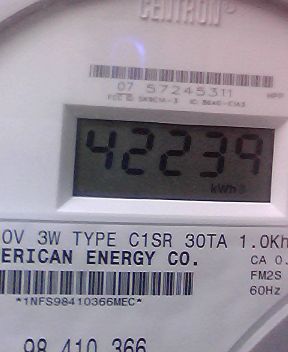 CENTRON®
07 57245311
42239
kWh
0V 3W TYPE C1SR 30TA 1.0Kh
ERICAN ENERGY CO.
CA 0.
FM2S
60Hz
*1NFS98410366MEC*
98 410 366